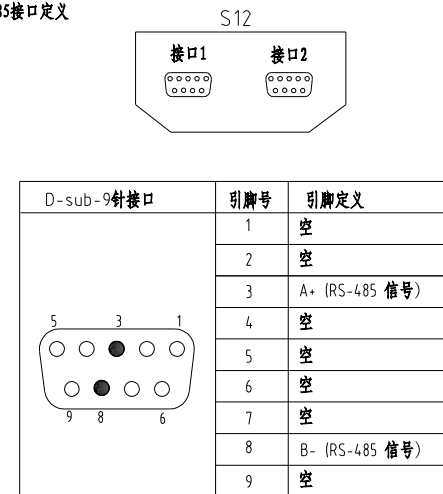 85接口定义
S12
接口1 接口2
D-sub-9针接口 引脚号 引脚定义
1 空
2 空
3 A+ (RS-485 信号)
4 空
5 空
6 空
7 空
8 B- (RS-485 信号)
9 空
5 3 1
9 8 6